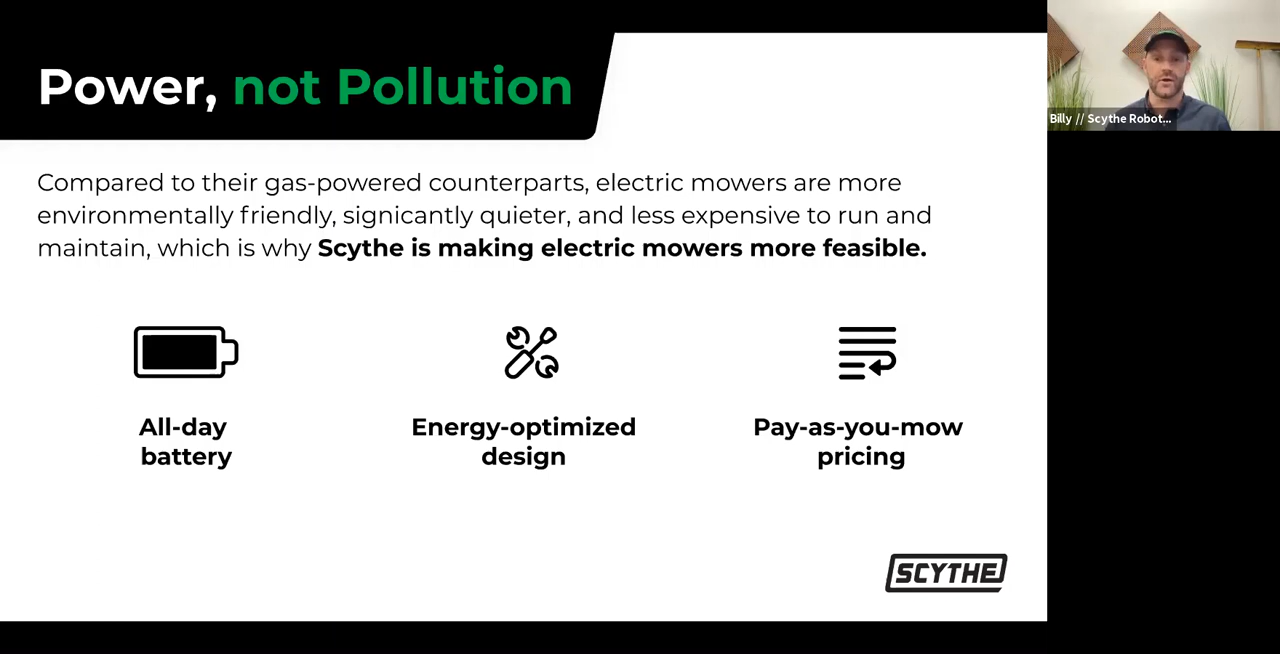 Power, not Pollution
Compared to their gas-powered counterparts, electric mowers are more
environmentally friendly, signicantly quieter, and less expensive to run and
maintain, which is why Scythe is making electric mowers more feasible.
All-day
battery
Energy-optimized
design
Pay-as-you-mow
pricing
SCYTHE
Billy // Scythe Robot...